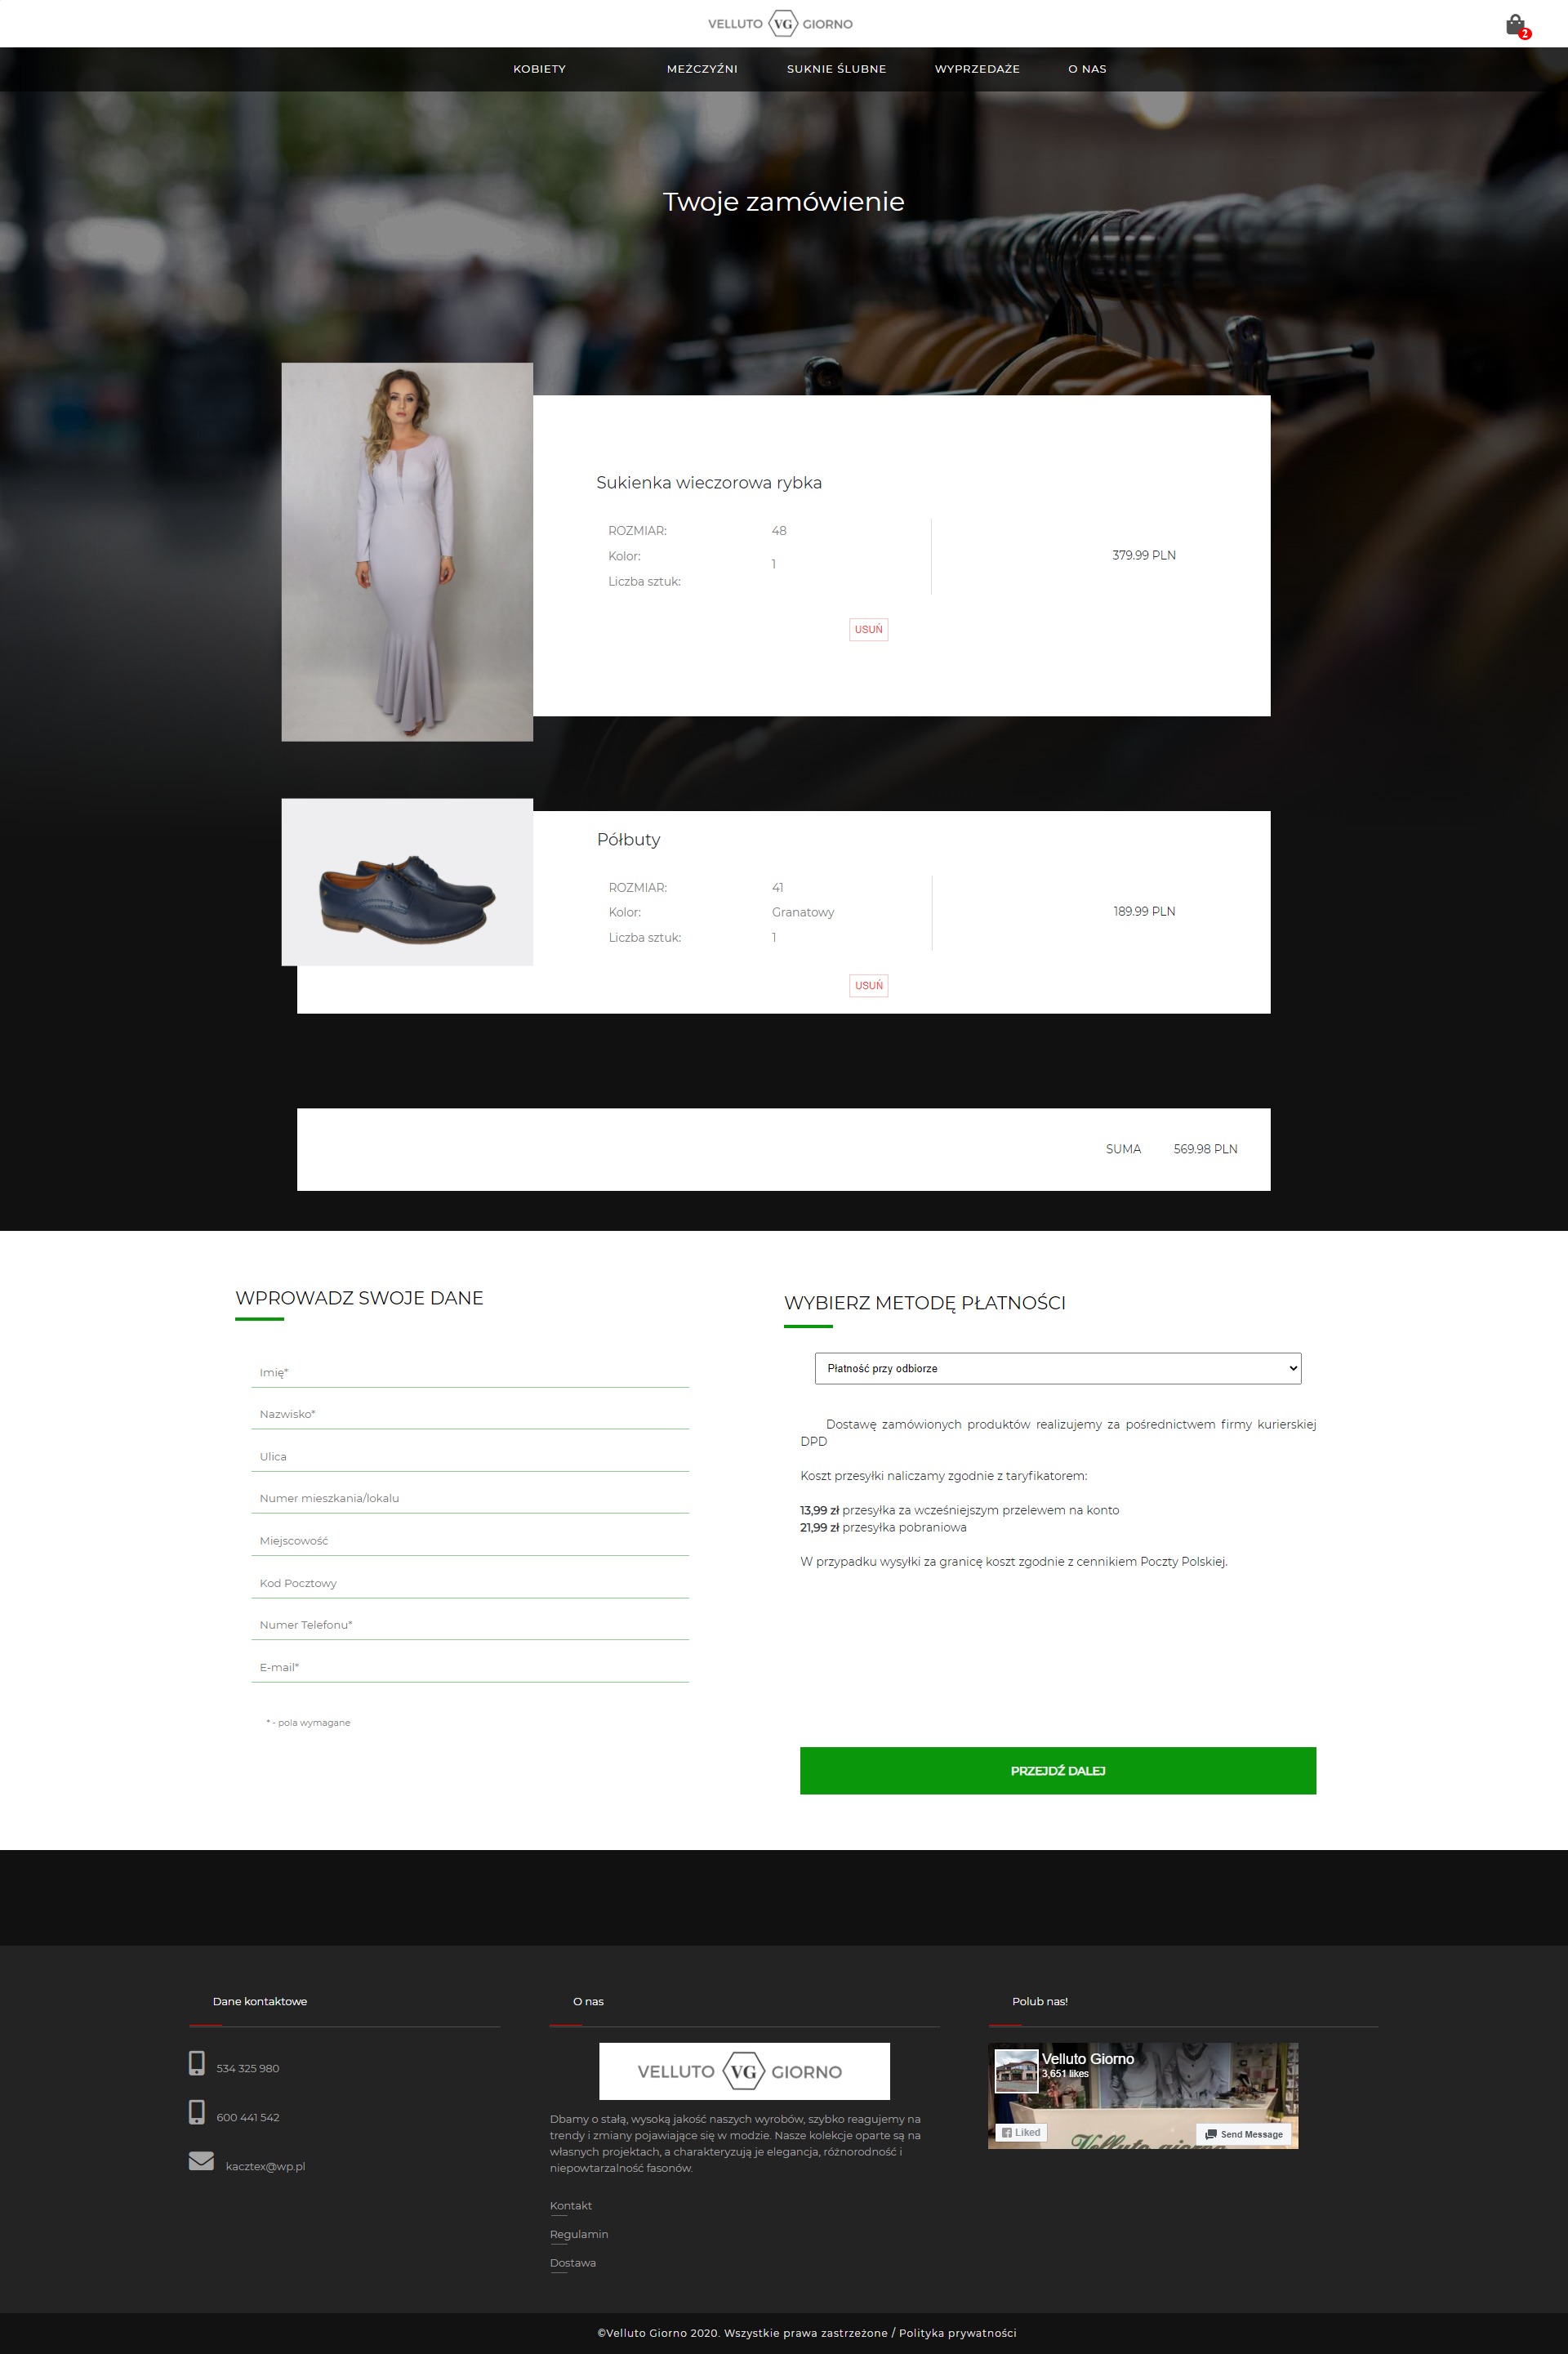 VELLUTO VG GIORNO
2
KOBIETY MEŻCZYŹNI SUKNIE ŚLUBNE WYPRZEDAŻE O NAS
Twoje zamówienie
Sukienka wieczorowa rybka
ROZMIAR: 48
Kolor:
1
Liczba sztuk:
379.99 PLN
USUŃ
Półbuty
ROZMIAR: 41
Kolor: Granatowy
Liczba sztuk: 1
189.99 PLN
USUŃ
SUMA 569.98 PLN
WPROWADZ SWOJE DANE
Imię*
Nazwisko*
Ulica
Numer mieszkania/lokalu
Miejscowość
Kod Pocztowy
Numer Telefonu*
E-mail*
* - pola wymagane
WYBIERZ METODĘ PŁATNOŚCI
Płatność przy odbiorze
Dostawę zamówionych produktów realizujemy za pośrednictwem firmy kurierskiej
DPD
Koszt przesyłki naliczamy zgodnie z taryfikatorem:
13,99 zł przesyłka za wcześniejszym przelewem na konto
21,99 zł przesyłka pobraniowa
W przypadku wysyłki za granicę koszt zgodnie z cennikiem Poczty Polskiej.
PRZEJDŹ DALEJ
Dane kontaktowe
534 325 980
600 441 542
kacztex@wp.pl
O nas
VELLUTO VG GIORNO
Dbamy o stałą, wysoką jakość naszych wyrobów, szybko reagujemy na
trendy i zmiany pojawiające się w modzie. Nasze kolekcje oparte są na
własnych projektach, a charakteryzują je elegancja, różnorodność i
niepowtarzalność fasonów.
Kontakt
Regulamin
Dostawa
Polub nas!
Velluto Giorno
3,651 likes
Liked
Send Message
Velluto giorno
©Velluto Giorno 2020. Wszystkie prawa zastrzeżone / Polityka prywatności